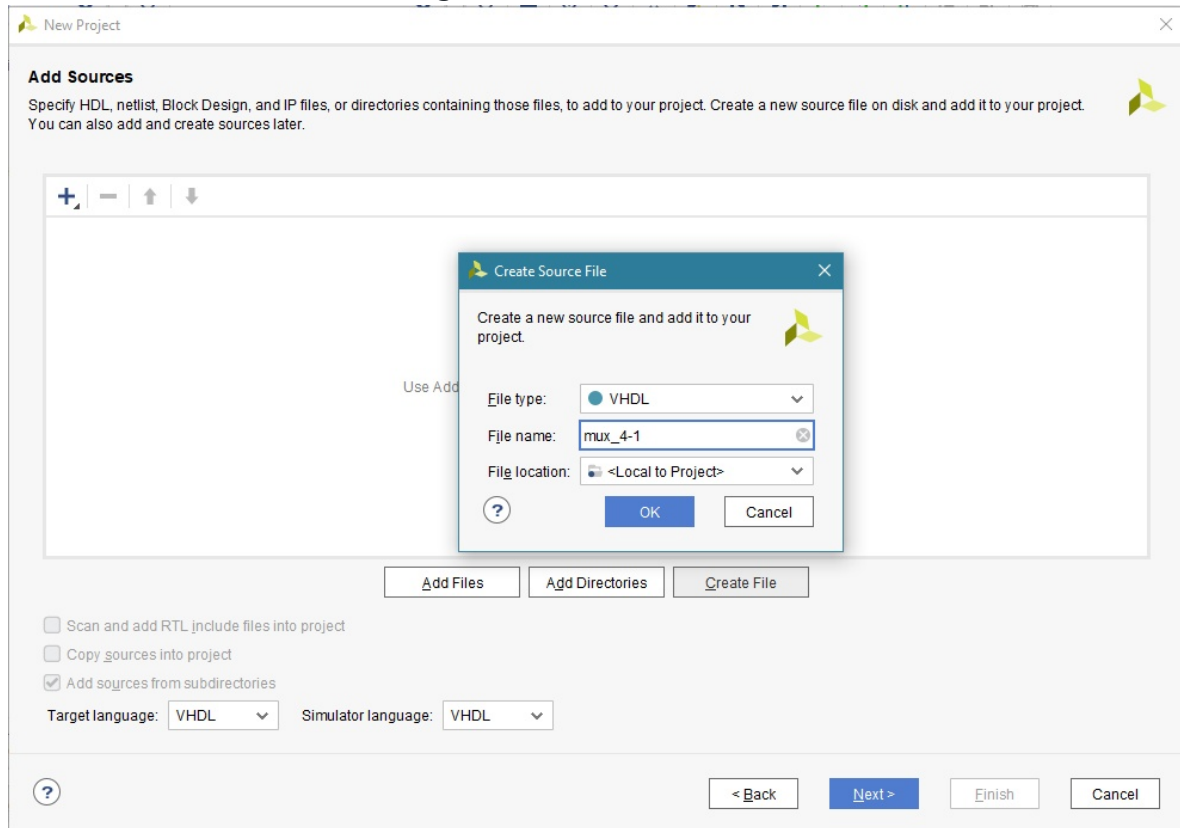 New Project
Add Sources
Specify HDL, netlist, Block Design, and IP files, or directories containing those files, to add to your project. Create a new source file on disk and add it to your project.
You can also add and create sources later.
Create Source File
Create a new source file and add it to your
project.
Use Add
File type: VHDL
File name: mux_4-1
File location: <Local to Project>
? OK Cancel
Add Files Add Directories Create File
Scan and add RTL include files into project
Copy sources into project
Add sources from subdirectories
Target language: VHDL Simulator language: VHDL
? < Back Next > Finish Cancel